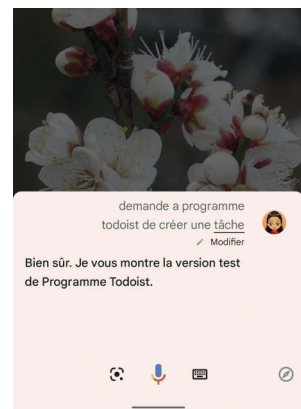 demande a programme
todoist de créer une tâche
Modifier
Bien sûr. Je vous montre la version test
de Programme Todoist.